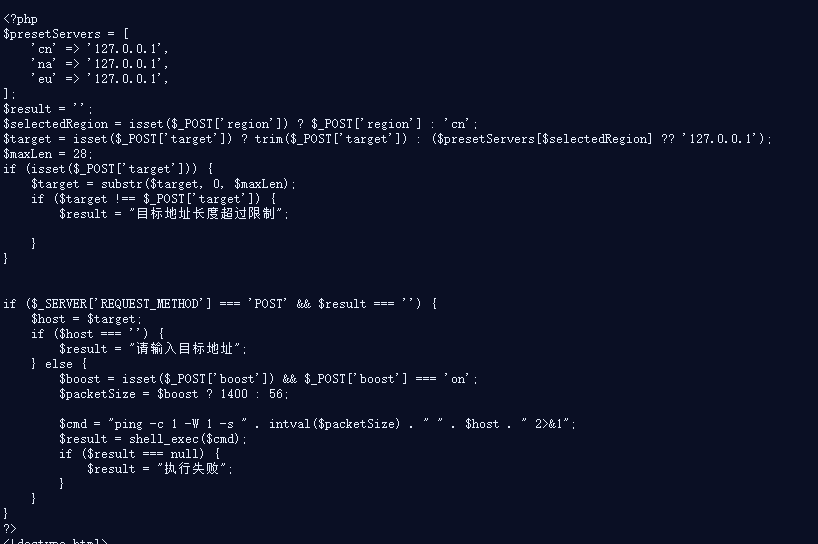 <?php
$presetServers = [
    'cn' => '127.0.0.1',
    'na' => '127.0.0.1',
    'eu' => '127.0.0.1',
];
$result = '';
$selectedRegion = isset($_POST['region']) ? $_POST['region'] : 'cn';
$target = isset($_POST['target']) ? trim($_POST['target']) : ($presetServers[$selectedRegion] ?? '127.0.0.1');
$maxLen = 28;
if (isset($_POST['target'])) {
    $target = substr($target, 0, $maxLen);
    if ($target !== $_POST['target']) {
        $result = "目标地址长度超过限制";
    }
}
if ($_SERVER['REQUEST_METHOD'] === 'POST' && $result === '') {
    $host = $target;
    if ($host === '') {
        $result = "请输入目标地址";
    } else {
        $boost = isset($_POST['boost']) && $_POST['boost'] === 'on';
        $packetSize = $boost ? 1400 : 56;
        $cmd = "ping -c 1 -W 1 -s " . intval($packetSize) . " " . $host . " 2>&1";
        $result = shell_exec($cmd);
        if ($result === null) {
            $result = "执行失败";
        }
    }
}
?>
<!doctype html>